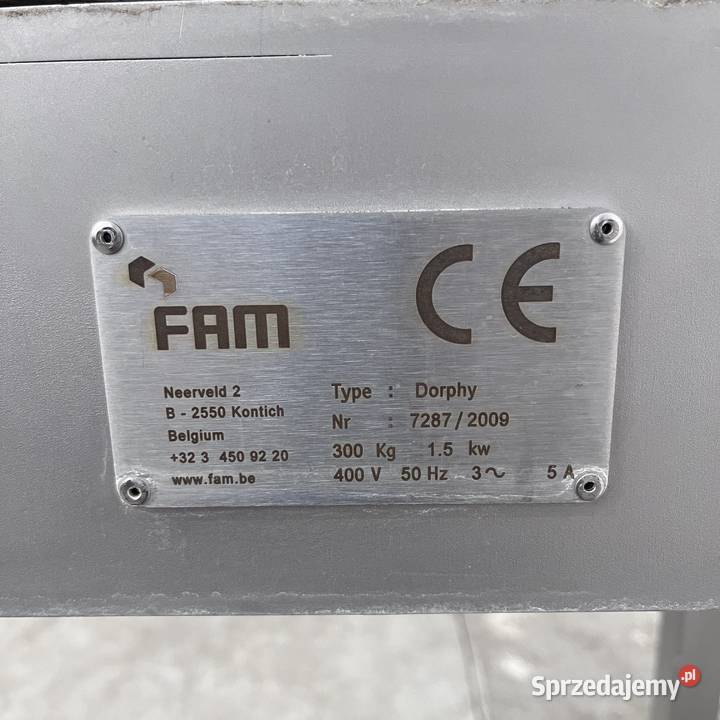 FAM
CE
Neerveld 2
B - 2550 Kontich
Belgium
+32 3 450 92 20
www.fam.be
Type : Dorphy
Nr : 7287 / 2009
300 Kg 1.5 kw
400 V 50 Hz 3~ 5 A
Sprzedajemy.pl